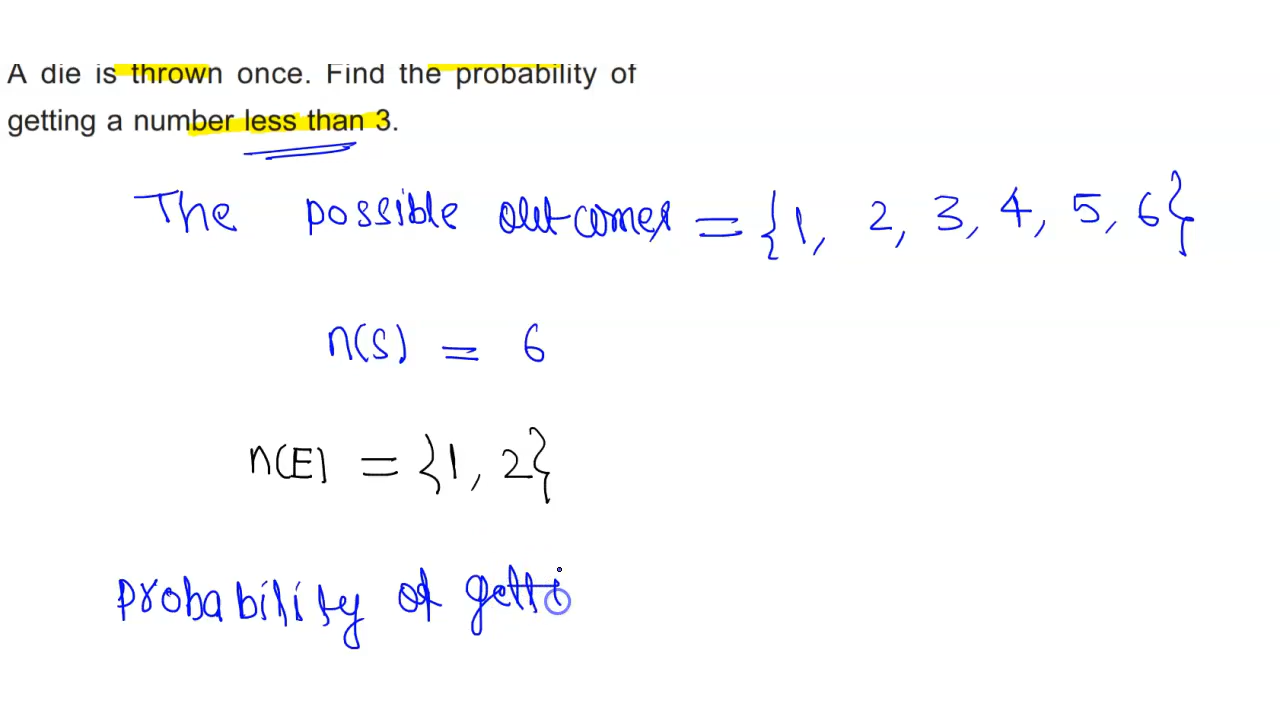 A die is thrown once. Find the probability of
getting a number less than 3.
The possible outcomes = {1, 2, 3, 4, 5, 6}
n(S) = 6
n(E) = {1, 2}
probability of getti